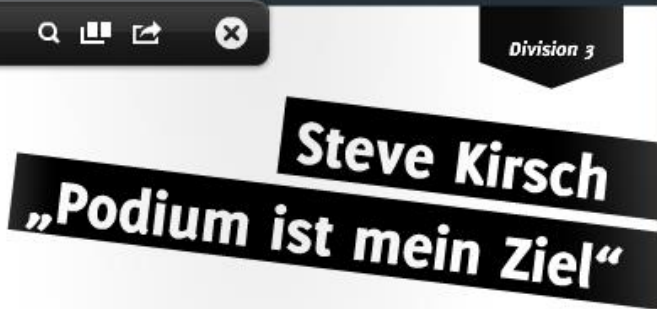 Division 3
Steve Kirsch
„Podium ist mein Ziel“